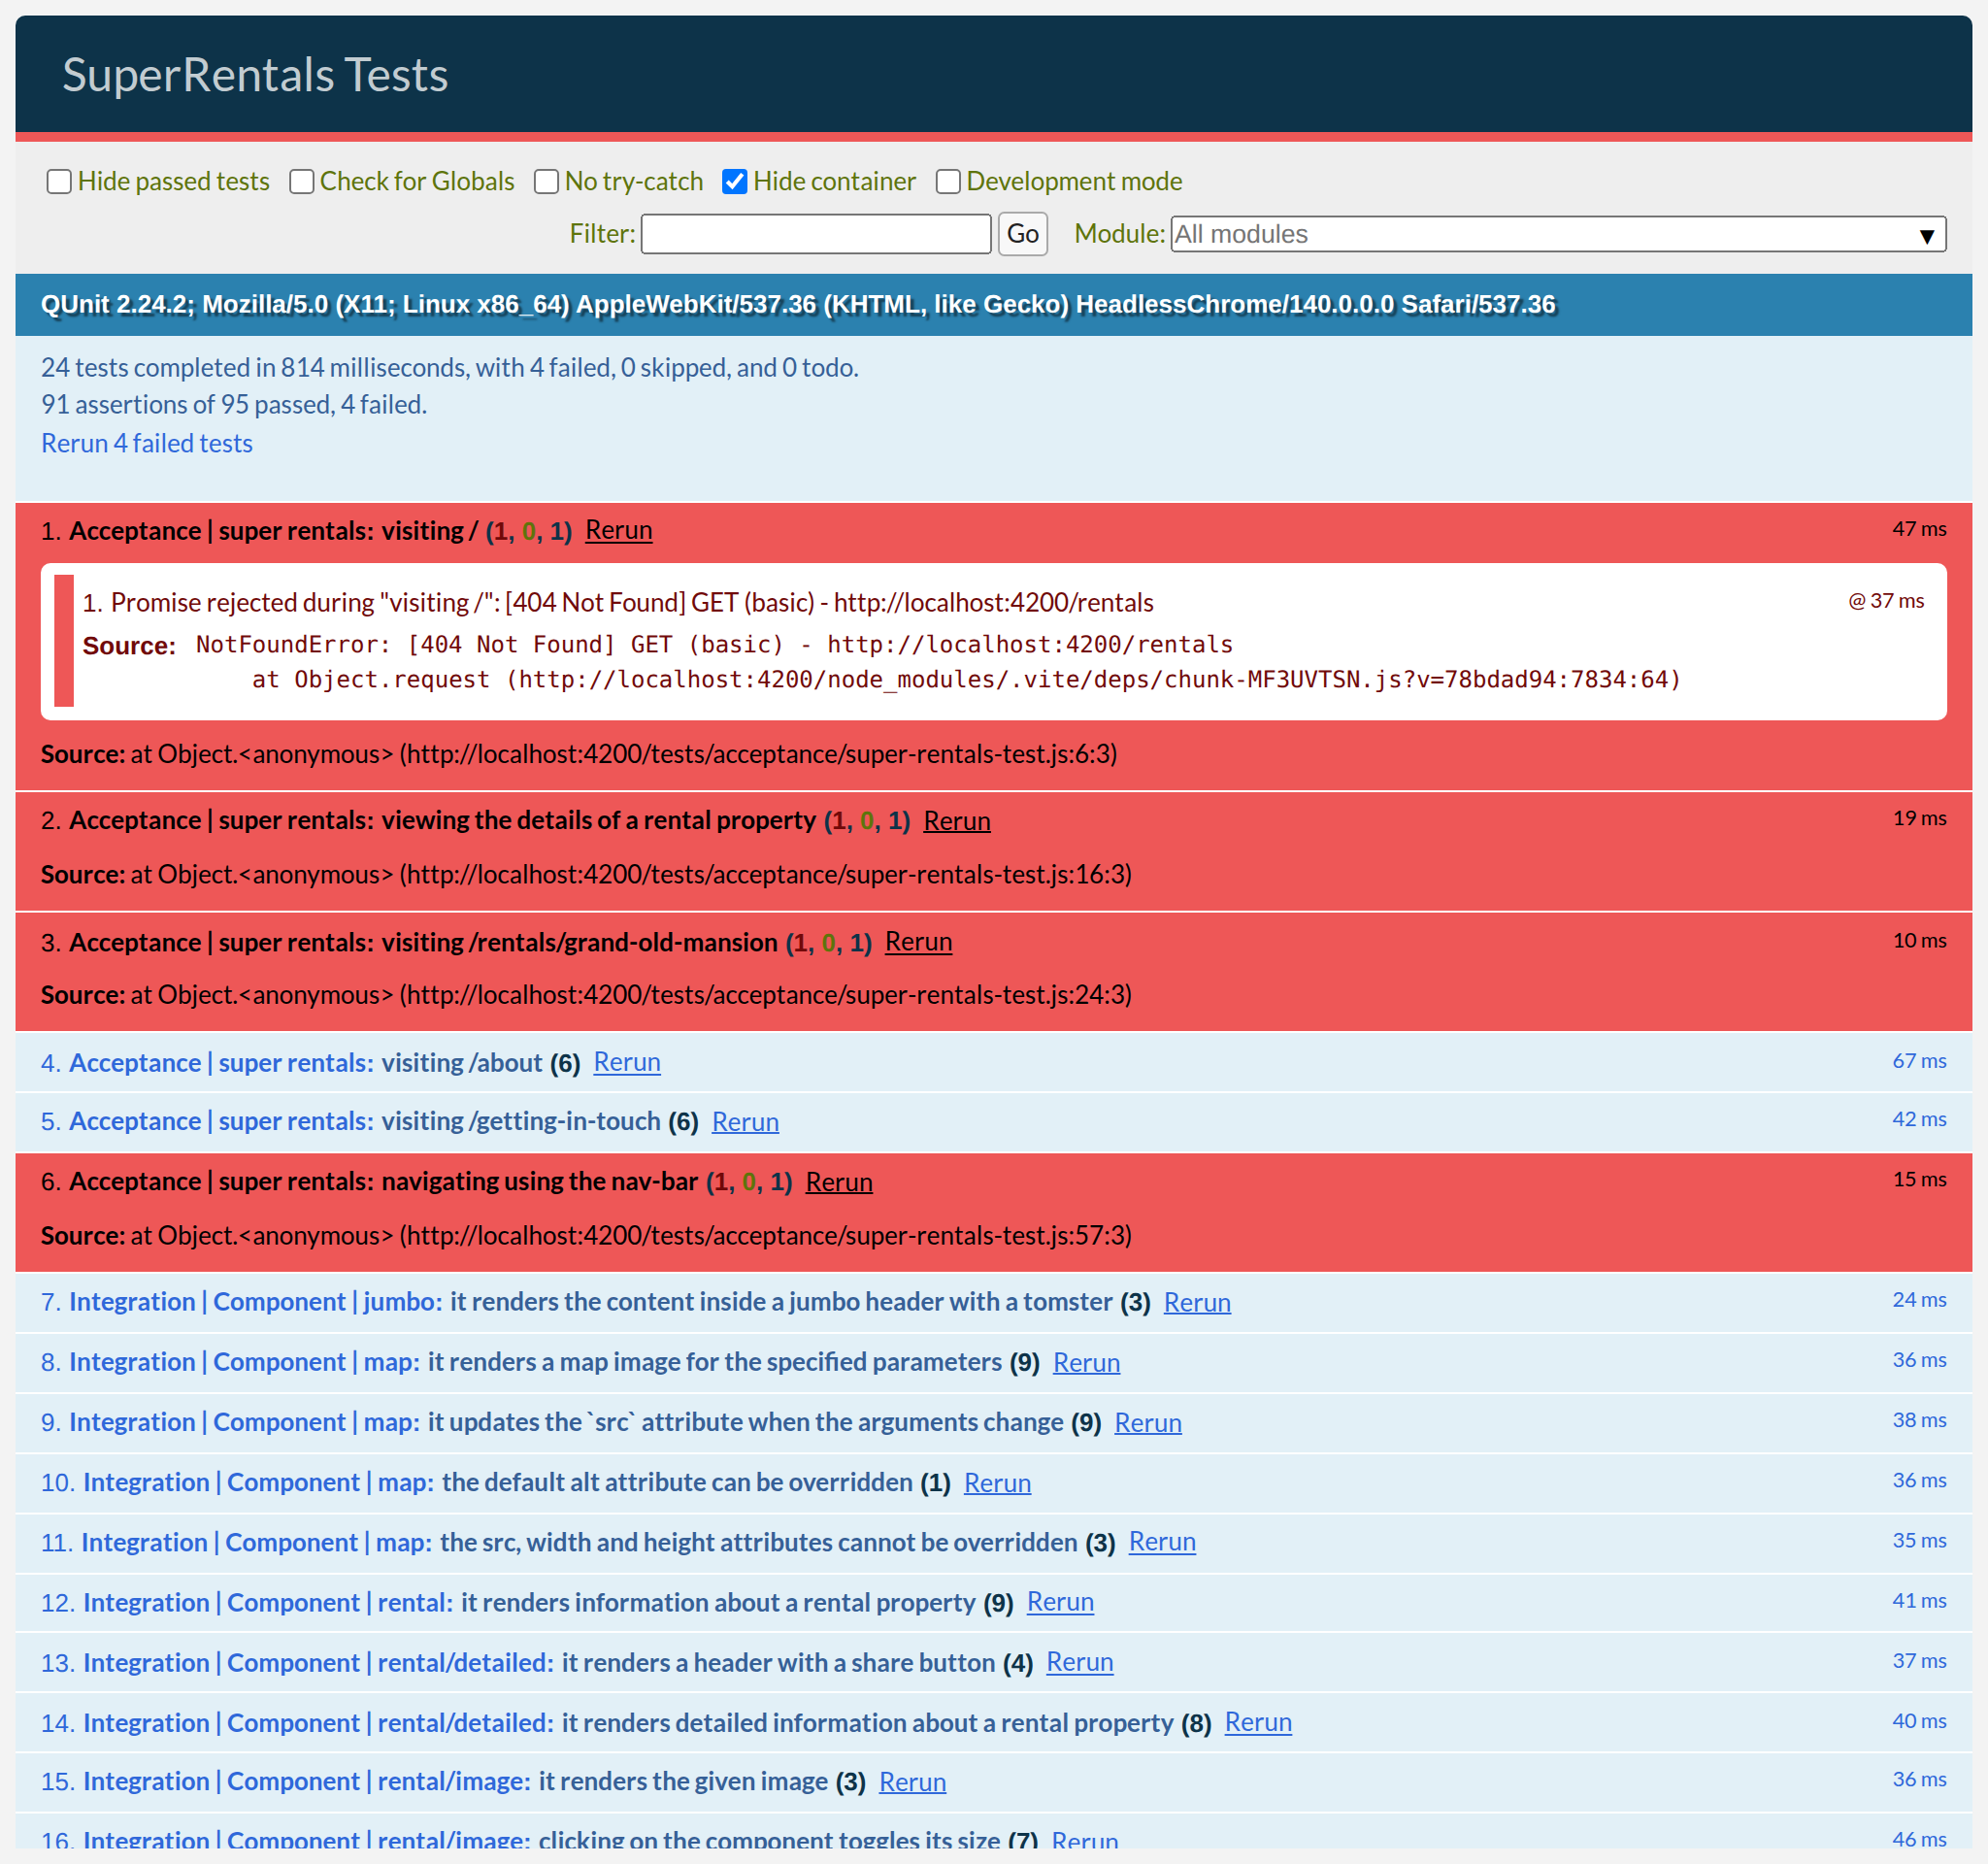 SuperRentals Tests
Hide passed tests Check for Globals No try-catch Hide container Development mode
Filter: Go Module: All modules ▼
QUnit 2.24.2; Mozilla/5.0 (X11; Linux x86_64) AppleWebKit/537.36 (KHTML, like Gecko) HeadlessChrome/140.0.0.0 Safari/537.36
24 tests completed in 814 milliseconds, with 4 failed, 0 skipped, and 0 todo.
91 assertions of 95 passed, 4 failed.
Rerun 4 failed tests
1. Acceptance | super rentals: visiting / (1, 0, 1) Rerun 47 ms
1. Promise rejected during "visiting /": [404 Not Found] GET (basic) - http://localhost:4200/rentals @ 37 ms
Source: NotFoundError: [404 Not Found] GET (basic) - http://localhost:4200/rentals
at Object.request (http://localhost:4200/node_modules/.vite/deps/chunk-MF3UVTSN.js?v=78bdad94:7834:64)
Source: at Object.<anonymous> (http://localhost:4200/tests/acceptance/super-rentals-test.js:6:3)
2. Acceptance | super rentals: viewing the details of a rental property (1, 0, 1) Rerun 19 ms
Source: at Object.<anonymous> (http://localhost:4200/tests/acceptance/super-rentals-test.js:16:3)
3. Acceptance | super rentals: visiting /rentals/grand-old-mansion (1, 0, 1) Rerun 10 ms
Source: at Object.<anonymous> (http://localhost:4200/tests/acceptance/super-rentals-test.js:24:3)
4. Acceptance | super rentals: visiting /about (6) Rerun 67 ms
5. Acceptance | super rentals: visiting /getting-in-touch (6) Rerun 42 ms
6. Acceptance | super rentals: navigating using the nav-bar (1, 0, 1) Rerun 15 ms
Source: at Object.<anonymous> (http://localhost:4200/tests/acceptance/super-rentals-test.js:57:3)
7. Integration | Component | jumbo: it renders the content inside a jumbo header with a tomster (3) Rerun 24 ms
8. Integration | Component | map: it renders a map image for the specified parameters (9) Rerun 36 ms
9. Integration | Component | map: it updates the `src` attribute when the arguments change (9) Rerun 38 ms
10. Integration | Component | map: the default alt attribute can be overridden (1) Rerun 36 ms
11. Integration | Component | map: the src, width and height attributes cannot be overridden (3) Rerun 35 ms
12. Integration | Component | rental: it renders information about a rental property (9) Rerun 41 ms
13. Integration | Component | rental/detailed: it renders a header with a share button (4) Rerun 37 ms
14. Integration | Component | rental/detailed: it renders detailed information about a rental property (8) Rerun 40 ms
15. Integration | Component | rental/image: it renders the given image (3) Rerun 36 ms
16. Integration | Component | rental/image: clicking on the component toggles its size (7) Rerun 46 ms